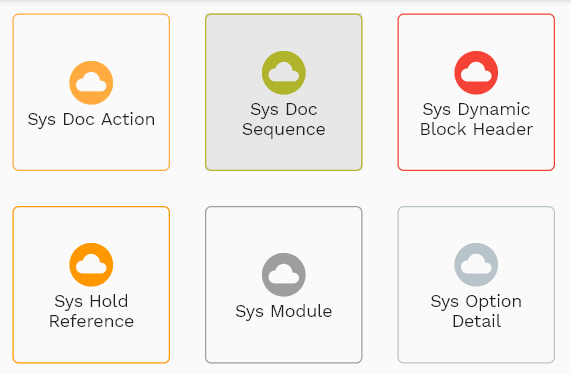 Sys Doc Action
Sys Doc
Sequence
Sys Dynamic
Block Header
Sys Hold
Reference
Sys Module
Sys Option
Detail